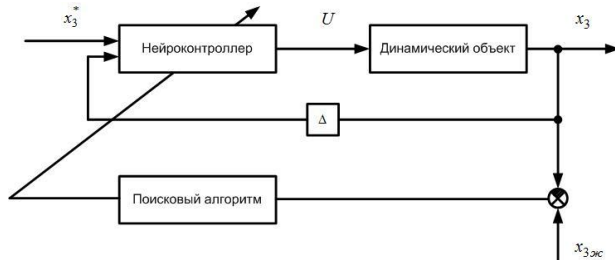 x₃*
U
x₃
Нейроконтроллер
Динамический объект
Δ
Поисковый алгоритм
x₃ж